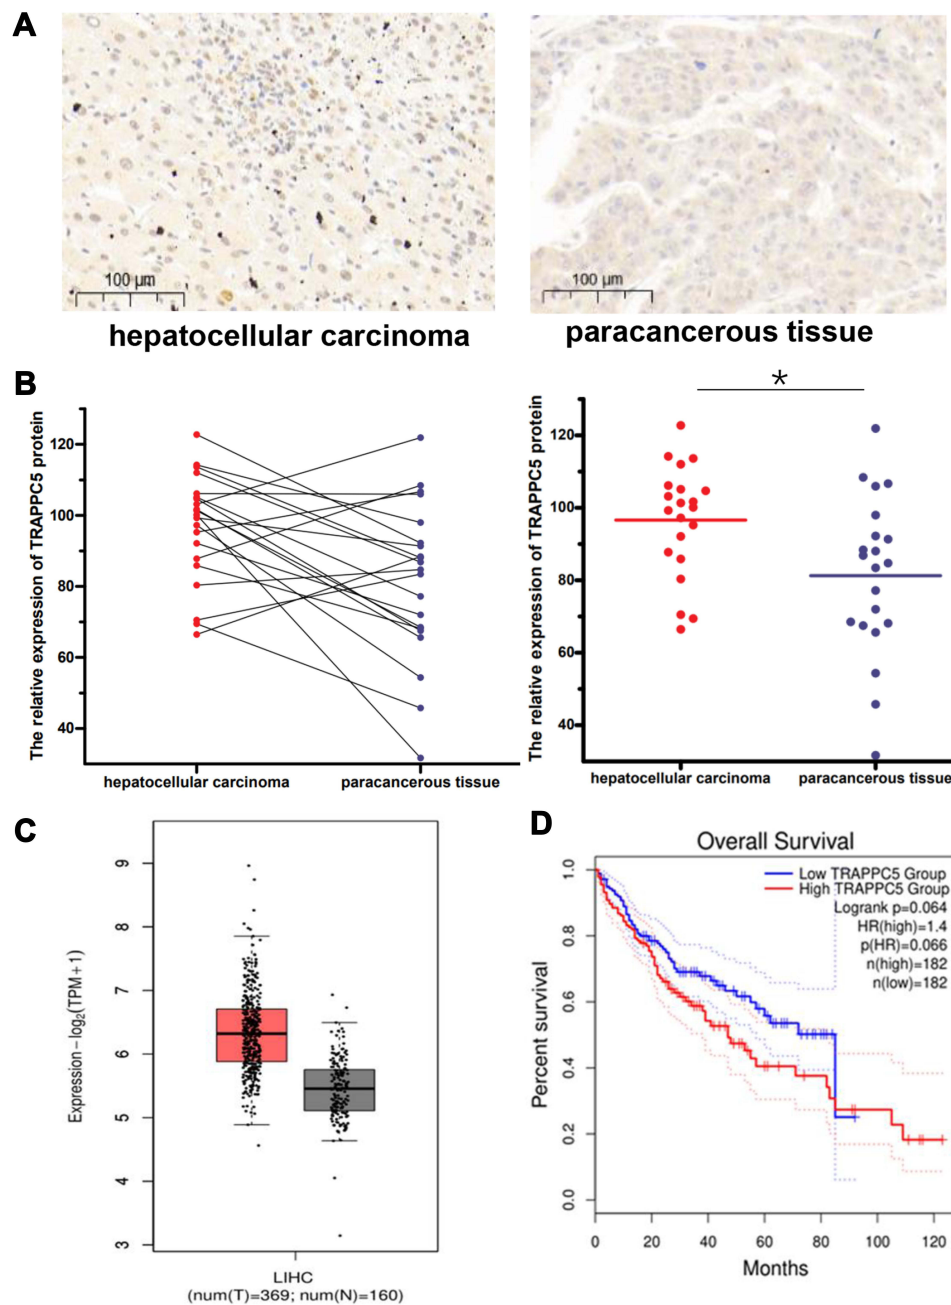 A
100 µm
100 µm
hepatocellular carcinoma
paracancerous tissue
B
The relative expression of TRAPPC5 protein
120
100
80
60
40
hepatocellular carcinoma
paracancerous tissue
*
The relative expression of TRAPPC5 protein
120
100
80
60
40
hepatocellular carcinoma
paracancerous tissue
C
Expression−log2(TPM+1)
9
8
7
6
5
4
3
LIHC
(num(T)=369; num(N)=160)
D
Overall Survival
Low TRAPPC5 Group
High TRAPPC5 Group
Logrank p=0.064
HR(high)=1.4
p(HR)=0.066
n(high)=182
n(low)=182
Percent survival
1.0
0.8
0.6
0.4
0.2
0.0
0 20 40 60 80 100 120
Months